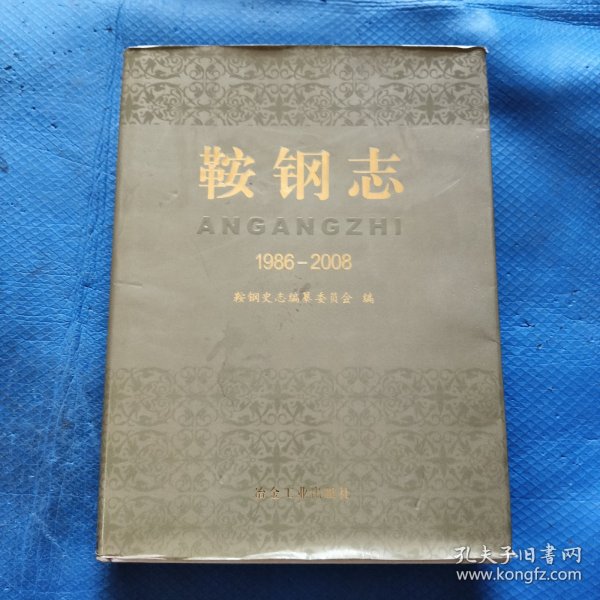 鞍钢志
ANGANGZHI
1986-2008
鞍钢史志编纂委员会 编
冶金工业出版社
孔夫子旧书网
www.kongfz.com